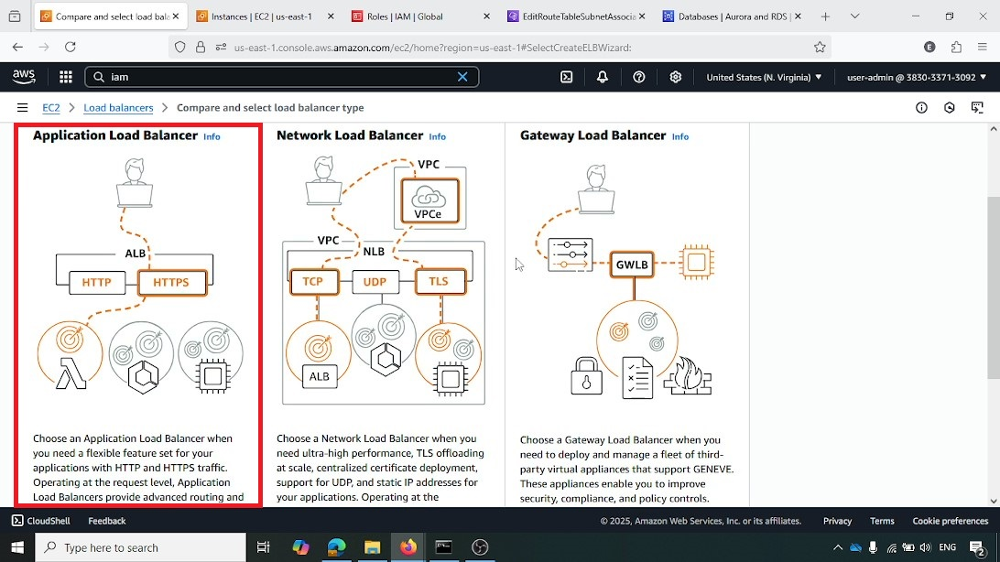 Compare and select load bala
Instances | EC2 | us-east-1
Roles | IAM | Global
EditRouteTableSubnetAssocia
Databases | Aurora and RDS |
us-east-1.console.aws.amazon.com/ec2/home?region=us-east-1#SelectCreateELBWizard:
E
aws
iam
United States (N. Virginia)
user-admin @ 3830-3371-3092
EC2 > Load balancers > Compare and select load balancer type
Application Load Balancer Info
ALB
HTTP
HTTPS
Choose an Application Load Balancer when
you need a flexible feature set for your
applications with HTTP and HTTPS traffic.
Operating at the request level, Application
Load Balancers provide advanced routing and
Network Load Balancer Info
VPC
VPCe
VPC
NLB
TCP
UDP
TLS
ALB
Choose a Network Load Balancer when you
need ultra-high performance, TLS offloading
at scale, centralized certificate deployment,
support for UDP, and static IP addresses for
your applications. Operating at the
Gateway Load Balancer Info
GWLB
Choose a Gateway Load Balancer when you
need to deploy and manage a fleet of third-
party virtual appliances that support GENEVE.
These appliances enable you to improve
security, compliance, and policy controls.
CloudShell
Feedback
© 2025, Amazon Web Services, Inc. or its affiliates.
Privacy
Terms
Cookie preferences
Type here to search
ENG
2